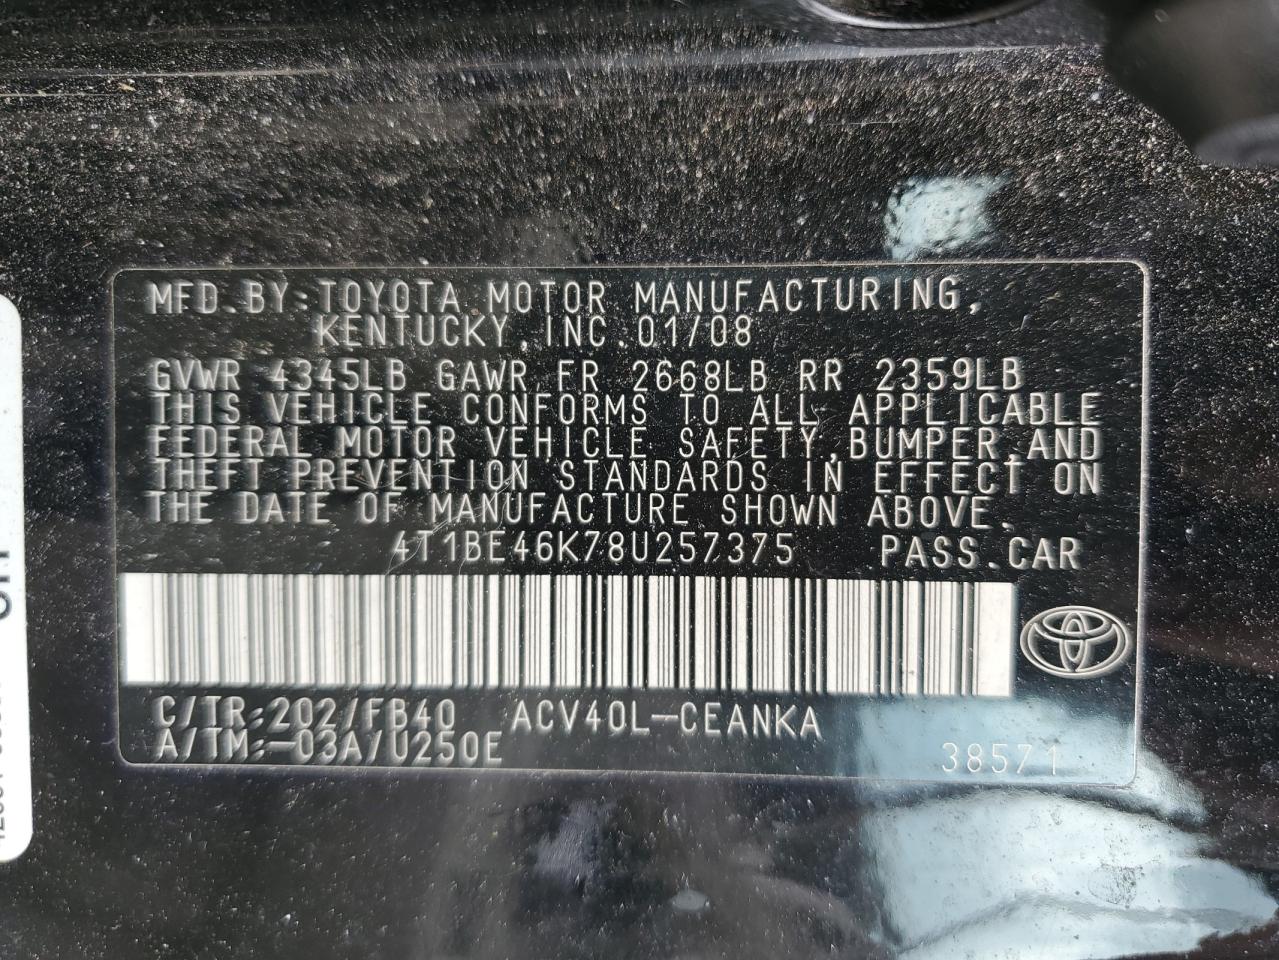 MFD.BY:TOYOTA MOTOR MANUFACTURING,
KENTUCKY,INC.01/08
GVWR 4345LB GAWR FR 2668LB RR 2359LB
THIS VEHICLE CONFORMS TO ALL APPLICABLE
FEDERAL MOTOR VEHICLE SAFETY,BUMPER,AND
THEFT PREVENTION STANDARDS IN EFFECT ON
THE DATE OF MANUFACTURE SHOWN ABOVE.
4T1BE46K78U257375 PASS.CAR
C/TR:202/FB40 ACV40L-CEANKA
A/TM:-03A/U250E
38571